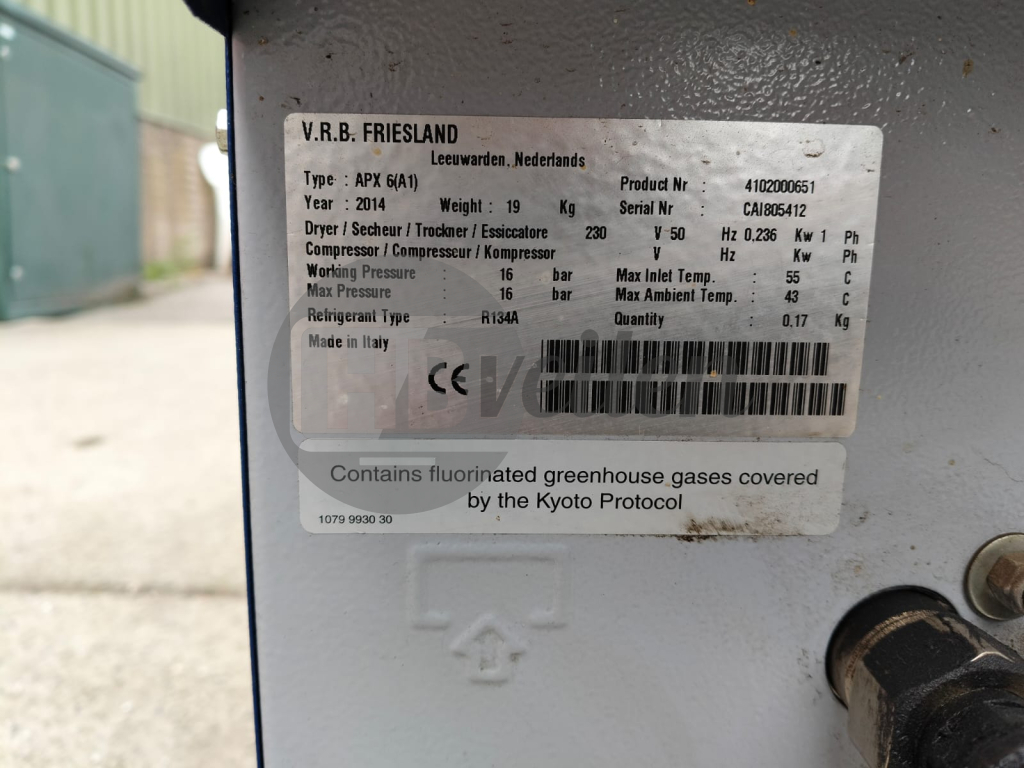 V.R.B. FRIESLAND
Leeuwarden, Nederlands
Type : APX 6(A1) Product Nr : 4102000651
Year : 2014 Weight : 19 Kg Serial Nr : CAI805412
Dryer / Secheur / Trockner / Essiccatore 230 V 50 Hz 0,236 Kw 1 Ph
Compressor / Compresseur / Kompressor V Hz Kw Ph
Working Pressure : 16 bar Max Inlet Temp. : 55 C
Max Pressure : 16 bar Max Ambient Temp. : 43 C
Refrigerant Type : R134A Quantity : 0,17 Kg
Made in Italy
CE
HD veiten
Contains fluorinated greenhouse gases covered
by the Kyoto Protocol
1079 9930 30